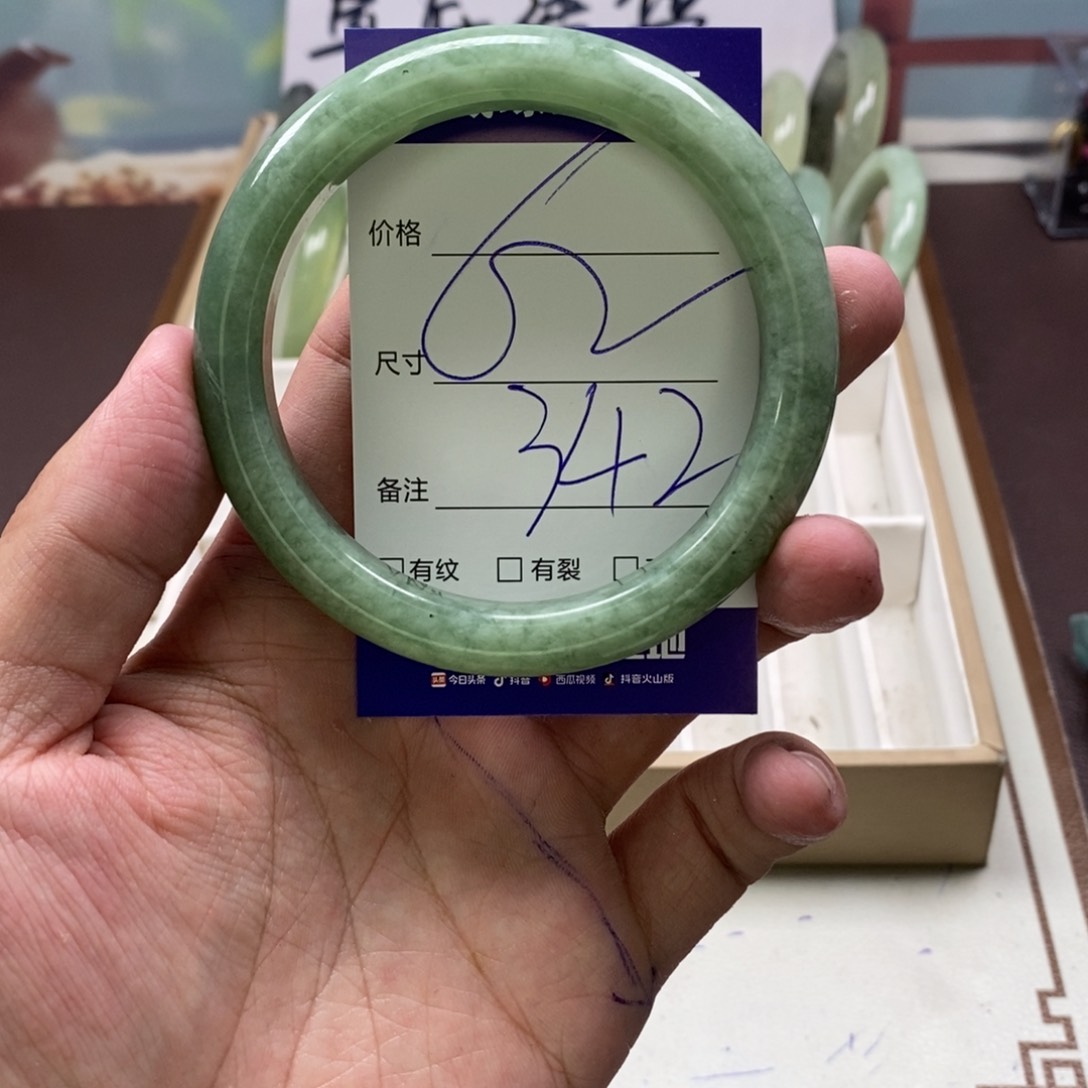 价格
62
尺寸
342
备注
□有纹 □有裂 □
今日头条 抖音 西瓜视频 抖音火山版